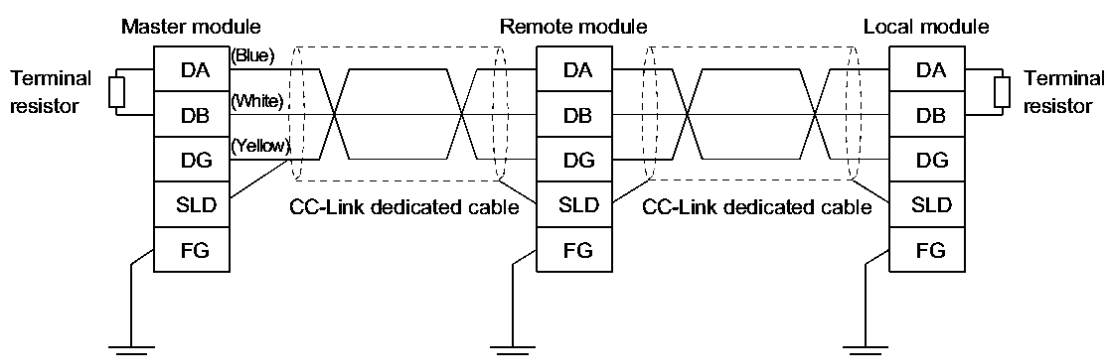 Master module
Remote module
Local module
Terminal
resistor
DA
(Blue)
DB
(White)
DG
(Yellow)
SLD
FG
CC-Link dedicated cable
DA
DB
DG
SLD
FG
CC-Link dedicated cable
DA
DB
DG
SLD
FG
Terminal
resistor